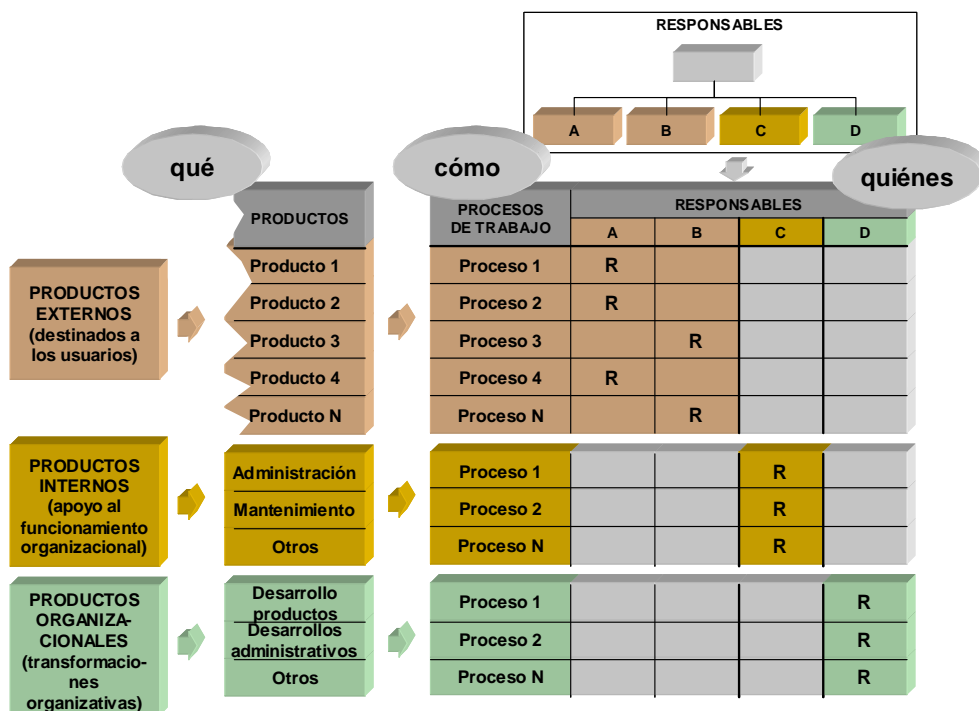 RESPONSABLES
A B C D
qué
cómo
quiénes
PRODUCTOS
PROCESOS
DE TRABAJO
RESPONSABLES
A B C D
PRODUCTOS
EXTERNOS
(destinados a
los usuarios)
Producto 1
Proceso 1 R
Producto 2
Proceso 2 R
Producto 3
Proceso 3 R
Producto 4
Proceso 4 R
Producto N
Proceso N R
PRODUCTOS
INTERNOS
(apoyo al
funcionamiento
organizacional)
Administración
Proceso 1 R
Mantenimiento
Proceso 2 R
Otros
Proceso N R
PRODUCTOS
ORGANIZA-
CIONALES
(transformacio-
nes
organizativas)
Desarrollo
productos
Proceso 1 R
Desarrollos
administrativos
Proceso 2 R
Otros
Proceso N R